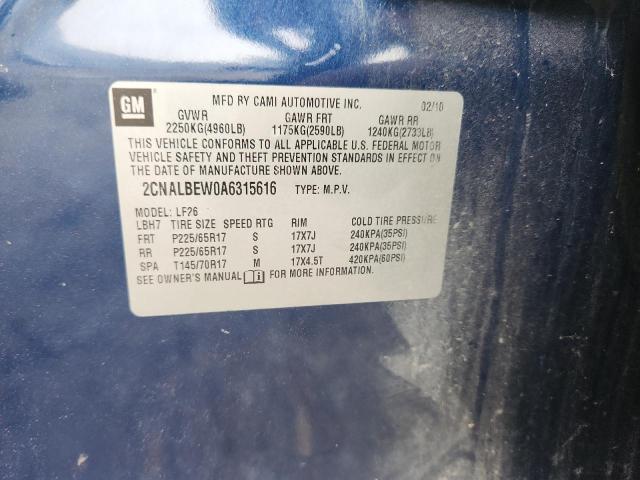 GM
MFD BY CAMI AUTOMOTIVE INC. 02/10
GVWR GAWR FRT GAWR RR
2250KG(4960LB) 1175KG(2590LB) 1240KG(2733LB)
THIS VEHICLE CONFORMS TO ALL APPLICABLE U.S. FEDERAL MOTOR
VEHICLE SAFETY AND THEFT PREVENTION STANDARDS IN EFFECT ON
THE DATE OF MANUFACTURE SHOWN ABOVE.
2CNALBEW0A6315616 TYPE: M.P.V.
MODEL: LF26
LBH7 TIRE SIZE SPEED RTG RIM COLD TIRE PRESSURE
FRT P225/65R17 S 17X7J 240KPA(35PSI)
RR P225/65R17 S 17X7J 240KPA(35PSI)
SPA T145/70R17 M 17X4.5T 420KPA(60PSI)
SEE OWNER'S MANUAL FOR MORE INFORMATION.